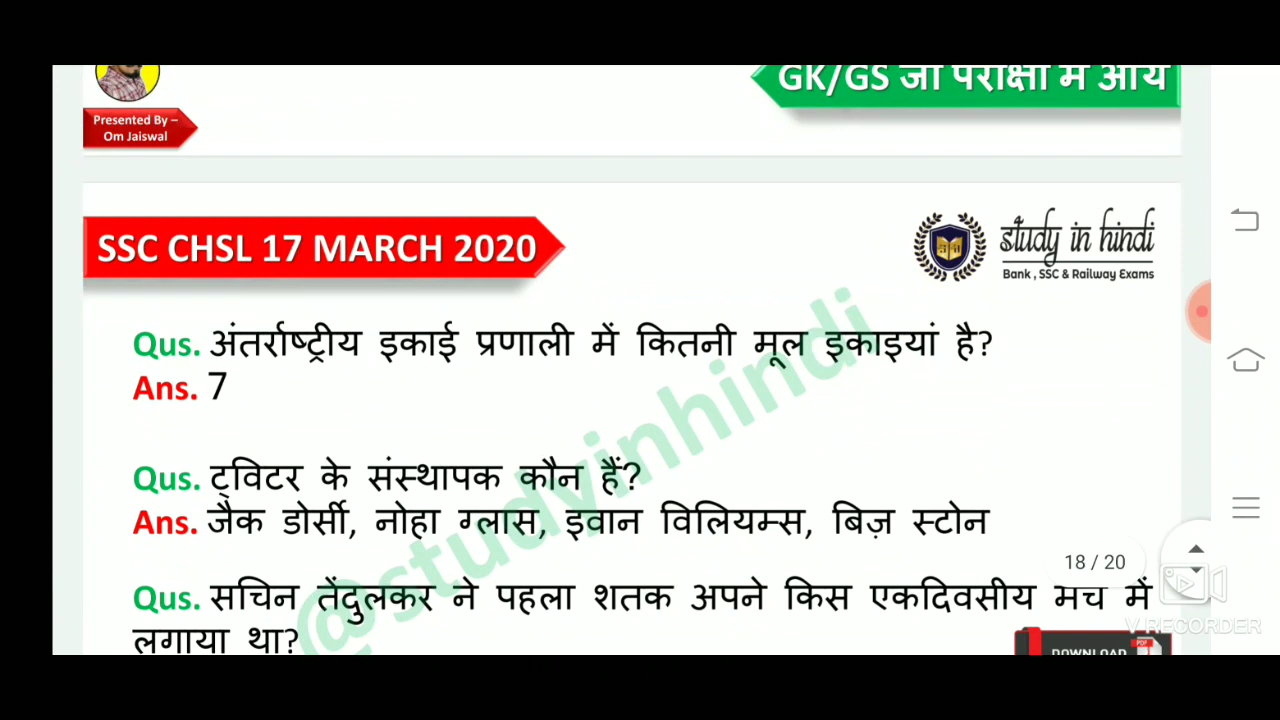 GK/GS जो परीक्षा में आये
Presented By –
Om Jaiswal
SSC CHSL 17 MARCH 2020
study in hindi
Bank , SSC & Railway Exams
Qus. अंतर्राष्ट्रीय इकाई प्रणाली में कितनी मूल इकाइयां है?
Ans. 7
Qus. ट्विटर के संस्थापक कौन हैं?
Ans. जैक डोर्सी, नोहा ग्लास, इवान विलियम्स, बिज़ स्टोन
18 / 20
Qus. सचिन तेंदुलकर ने पहला शतक अपने किस एकदिवसीय मैच में
लगाया था?
@studyinhindi
V RECORDER
DOWNLOAD
PDF